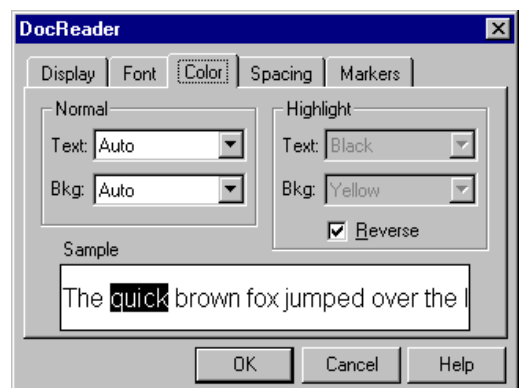 DocReader
Display Font Color Spacing Markers
Normal Highlight
Text: Auto Text: Black
Bkg: Auto Bkg: Yellow
Reverse
Sample
The quick brown fox jumped over the l
OK Cancel Help